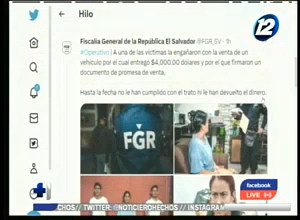 Hilo
12
Fiscalía General de la República El Salvador @FGR_SV · 1h
#Operativo | A una de las víctimas la engañaron con la venta de
un vehículo por el cual entregó $4,000.00 dólares y por el que firmaron un
documento de promesa de venta.
Hasta la fecha no le han cumplido con el trato ni le han devuelto el dinero.
FGR
facebook
LIVE
CHOS // TWITTER: @NOTICIEROHECHOS // INSTAGRAM